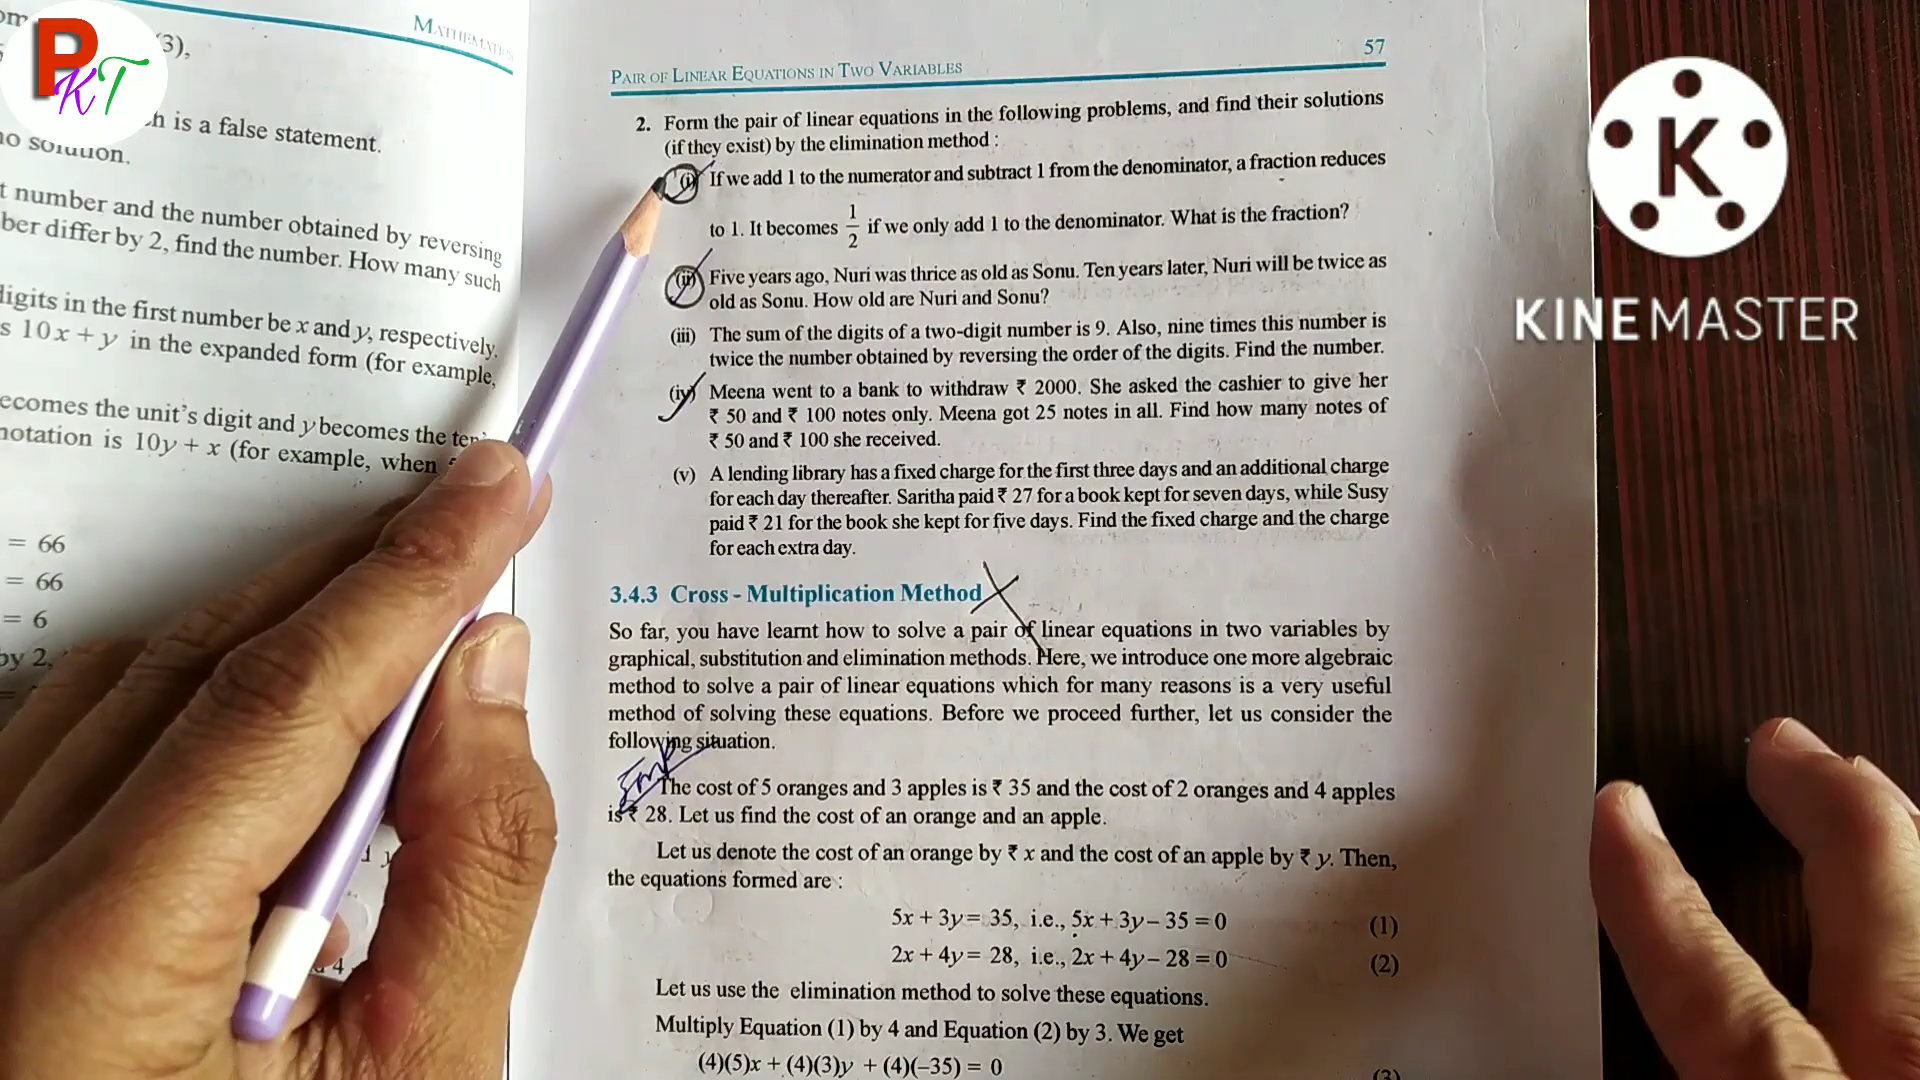 PKT
MATHEMATICS
(3),
h is a false statement.
no solution.
t number and the number obtained by reversing
ber differ by 2, find the number. How many such
digits in the first number be x and y, respectively.
s 10x + y in the expanded form (for example,
ecomes the unit's digit and y becomes the ten'
notation is 10y + x (for example, when
= 66
= 66
= 6
by 2,
57
PAIR OF LINEAR EQUATIONS IN TWO VARIABLES
2. Form the pair of linear equations in the following problems, and find their solutions
(if they exist) by the elimination method :
(i) If we add 1 to the numerator and subtract 1 from the denominator, a fraction reduces
to 1. It becomes 1/2 if we only add 1 to the denominator. What is the fraction?
(ii) Five years ago, Nuri was thrice as old as Sonu. Ten years later, Nuri will be twice as
old as Sonu. How old are Nuri and Sonu?
(iii) The sum of the digits of a two-digit number is 9. Also, nine times this number is
twice the number obtained by reversing the order of the digits. Find the number.
(iv) Meena went to a bank to withdraw ₹ 2000. She asked the cashier to give her
₹ 50 and ₹ 100 notes only. Meena got 25 notes in all. Find how many notes of
₹ 50 and ₹ 100 she received.
(v) A lending library has a fixed charge for the first three days and an additional charge
for each day thereafter. Saritha paid ₹ 27 for a book kept for seven days, while Susy
paid ₹ 21 for the book she kept for five days. Find the fixed charge and the charge
for each extra day.
3.4.3 Cross - Multiplication Method
So far, you have learnt how to solve a pair of linear equations in two variables by
graphical, substitution and elimination methods. Here, we introduce one more algebraic
method to solve a pair of linear equations which for many reasons is a very useful
method of solving these equations. Before we proceed further, let us consider the
following situation.
The cost of 5 oranges and 3 apples is ₹ 35 and the cost of 2 oranges and 4 apples
is ₹ 28. Let us find the cost of an orange and an apple.
Let us denote the cost of an orange by ₹ x and the cost of an apple by ₹ y. Then,
the equations formed are :
5x + 3y = 35, i.e., 5x + 3y – 35 = 0 (1)
2x + 4y = 28, i.e., 2x + 4y – 28 = 0 (2)
Let us use the elimination method to solve these equations.
Multiply Equation (1) by 4 and Equation (2) by 3. We get
(4)(5)x + (4)(3)y + (4)(–35) = 0 (3)
KINEMASTER